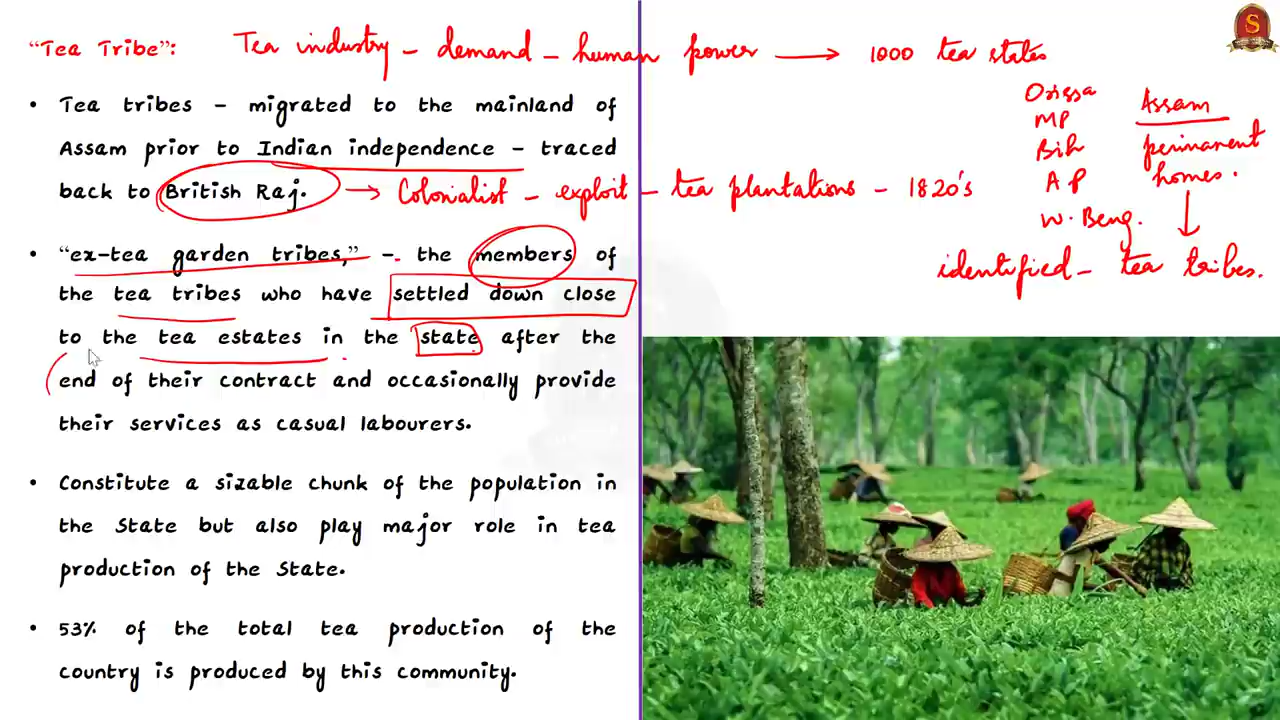 “Tea Tribe”:
Tea industry - demand - human power → 1000 tea states
• Tea tribes - migrated to the mainland of
Assam prior to Indian independence - traced
back to British Raj.
→ Colonialist - exploit - tea plantations - 1820's
Orissa
MP
Bih
AP
W. Beng.
Assam
permanent
homes.
identified - tea tribes.
• “ex-tea garden tribes,” - the members of
the tea tribes who have settled down close
to the tea estates in the state after the
end of their contract and occasionally provide
their services as casual labourers.
• Constitute a sizable chunk of the population in
the State but also play major role in tea
production of the State.
• 53% of the total tea production of the
country is produced by this community.
S